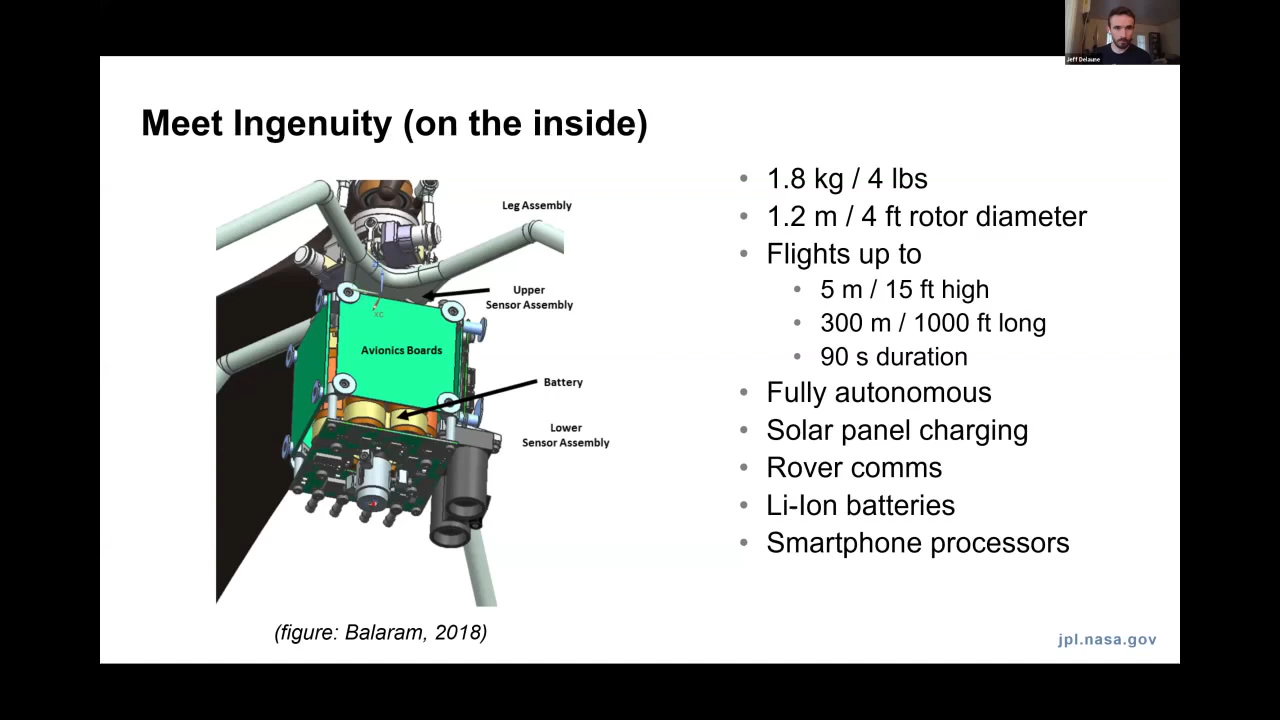 Jeff Delaune
Meet Ingenuity (on the inside)
Leg Assembly
Upper
Sensor Assembly
xc
Avionics Boards
Battery
Lower
Sensor Assembly
(figure: Balaram, 2018)
• 1.8 kg / 4 lbs
• 1.2 m / 4 ft rotor diameter
• Flights up to
• 5 m / 15 ft high
• 300 m / 1000 ft long
• 90 s duration
• Fully autonomous
• Solar panel charging
• Rover comms
• Li-Ion batteries
• Smartphone processors
jpl.nasa.gov